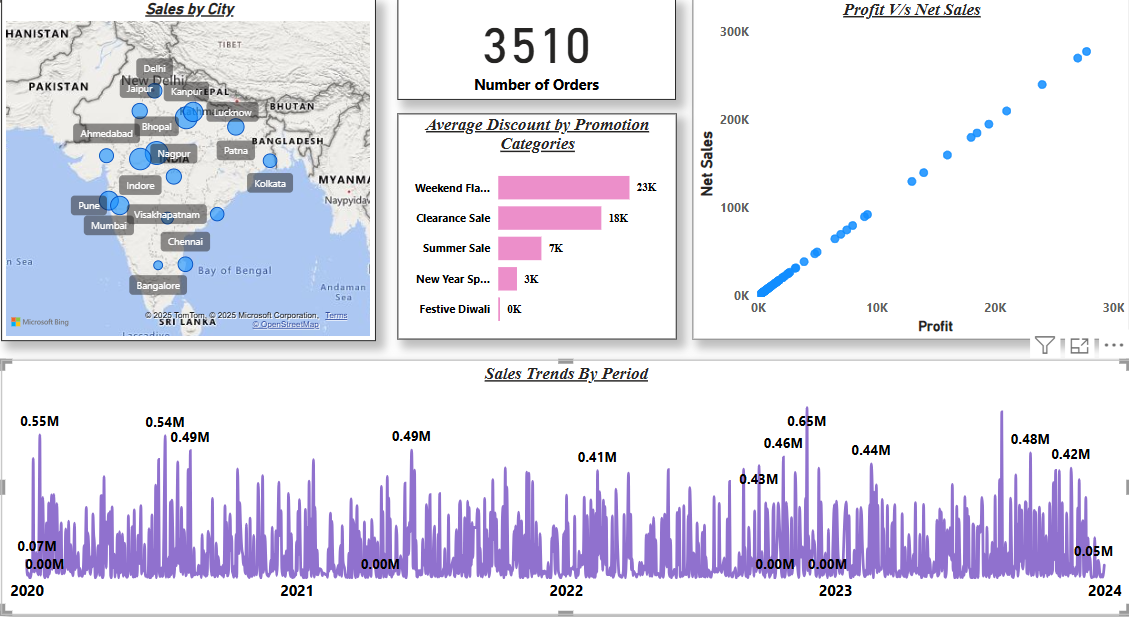 Sales by City
HANISTAN
TIBET
Delhi
New Delhi
PAKISTAN
Jaipur
Kanpur
EPAL
BHUTAN
Lucknow
Ahmedabad
Bhopal
BANGLADESH
Nagpur
Patna
INDIA
Indore
Kolkata
MYANMA
Naypyidaw
Pune
Visakhapatnam
Mumbai
Chennai
n Sea
Bay of Bengal
Bangalore
Andaman
Sea
© 2025 TomTom, © 2025 Microsoft Corporation, Terms
© OpenStreetMap
Microsoft Bing
SRI LANKA
Laccadive
3510
Number of Orders
Average Discount by Promotion
Categories
Weekend Fla... 23K
Clearance Sale 18K
Summer Sale 7K
New Year Sp... 3K
Festive Diwali 0K
Profit V/s Net Sales
Net Sales
300K
200K
100K
0K
0K 10K 20K 30K
Profit
Sales Trends By Period
0.55M 0.54M 0.49M 0.49M 0.41M 0.43M 0.46M 0.65M 0.44M 0.48M 0.42M
0.07M 0.00M 0.00M 0.00M 0.00M 0.05M
2020 2021 2022 2023 2024